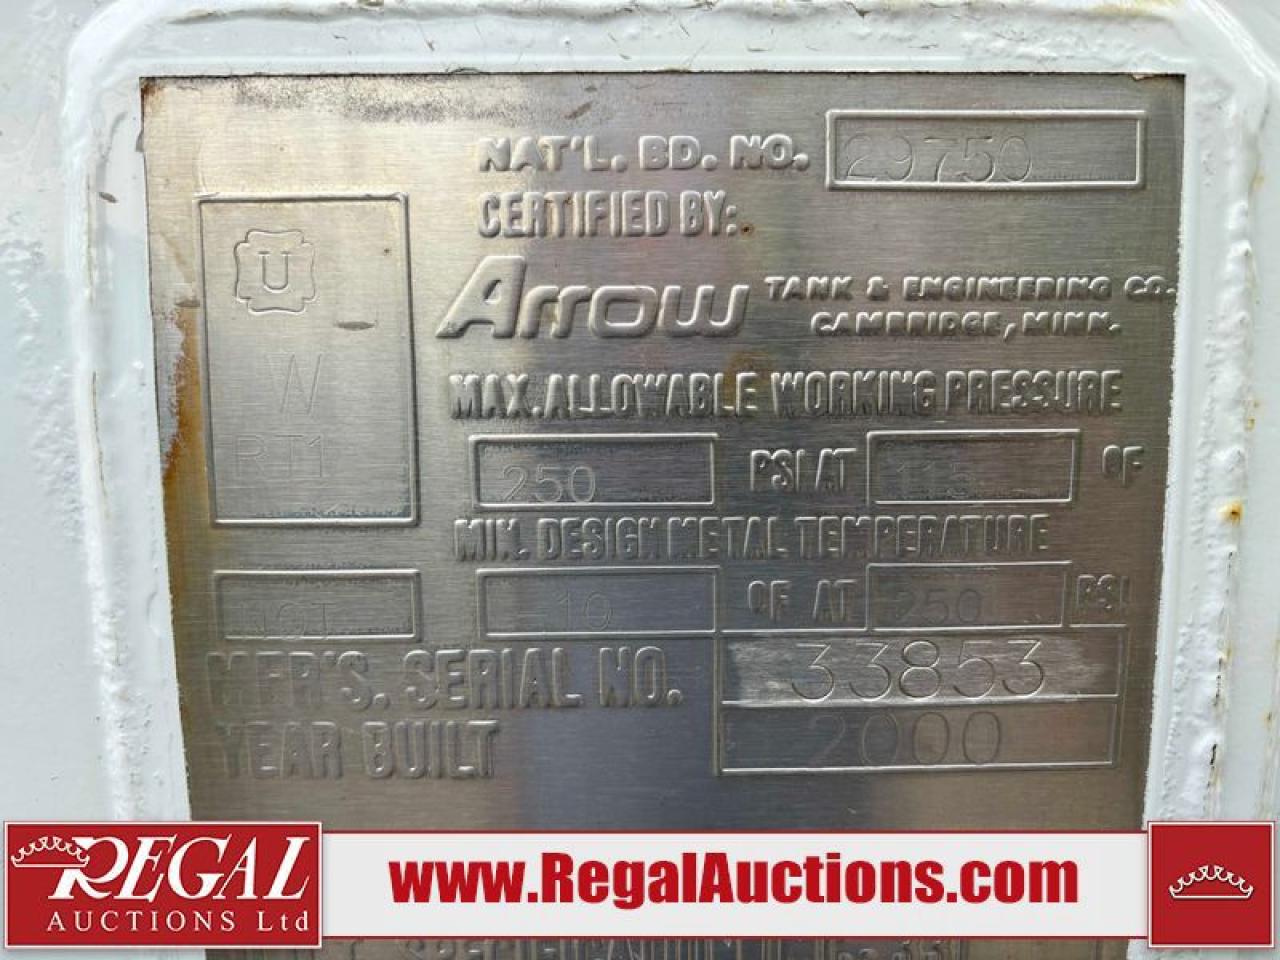 NAT'L. BD. NO. 29750
CERTIFIED BY:
U
Arrow TANK & ENGINEERING CO.
CAMBRIDGE, MINN.
W
MAX. ALLOWABLE WORKING PRESSURE
RT1
250 PSI AT 115 °F
MIN. DESIGN METAL TEMPERATURE
-10 °F AT 250 PSI
MFR'S. SERIAL NO. 33853
YEAR BUILT 2000
REGAL
AUCTIONS Ltd
www.RegalAuctions.com
SPECIFICATION